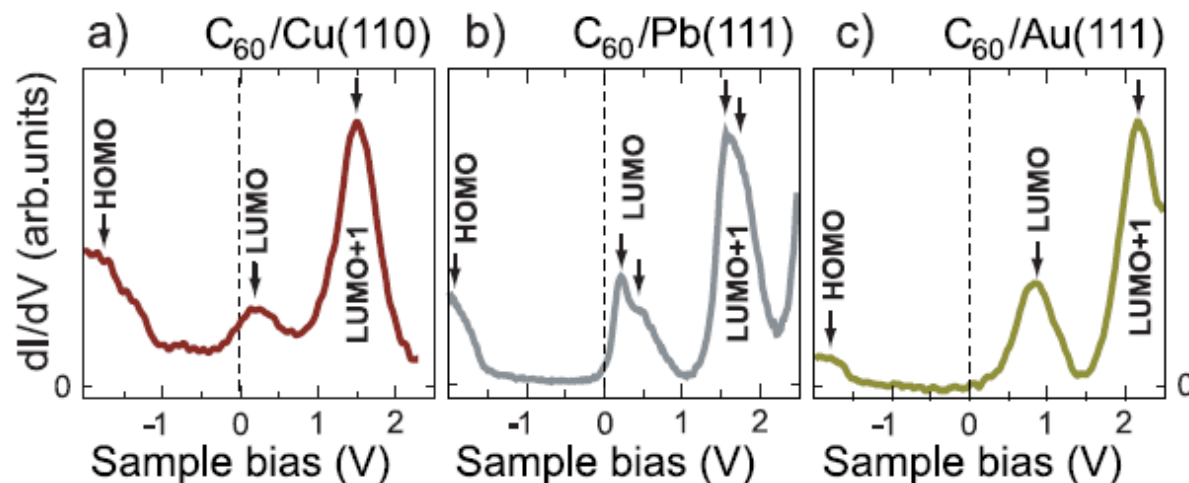 a) C60/Cu(110)
b) C60/Pb(111)
c) C60/Au(111)
dI/dV (arb.units)
0
HOMO
LUMO
LUMO+1
HOMO
LUMO
LUMO+1
HOMO
LUMO
LUMO+1
0
-1 0 1 2
-1 0 1 2
-1 0 1 2
Sample bias (V)
Sample bias (V)
Sample bias (V)